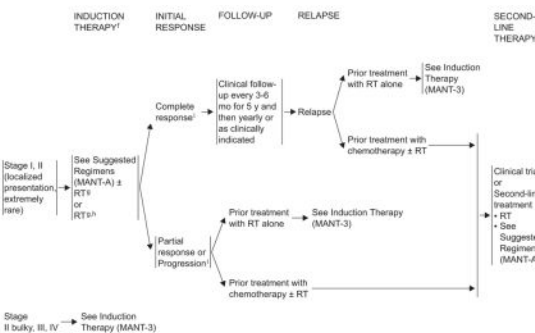 INDUCTION
THERAPY†
INITIAL
RESPONSE
FOLLOW-UP
RELAPSE
SECOND-
LINE
THERAPY
Stage I, II
(localized
presentation,
extremely
rare)
See Suggested
Regimens
(MANT-A) ±
RTg
or
RTg,h
Complete
response
Clinical follow-
up every 3-6
mo for 5 y and
then yearly or
as clinically
indicated
Relapse
Prior treatment
with RT alone
See Induction
Therapy
(MANT-3)
Prior treatment with
chemotherapy ± RT
Partial
response or
Progression
Prior treatment
with RT alone
See Induction Therapy
(MANT-3)
Prior treatment with
chemotherapy ± RT
Clinical tria
or
Second-lin
treatment
• RT
• See
Suggeste
Regimen
(MANT-A
Stage
II bulky, III, IV
See Induction
Therapy (MANT-3)